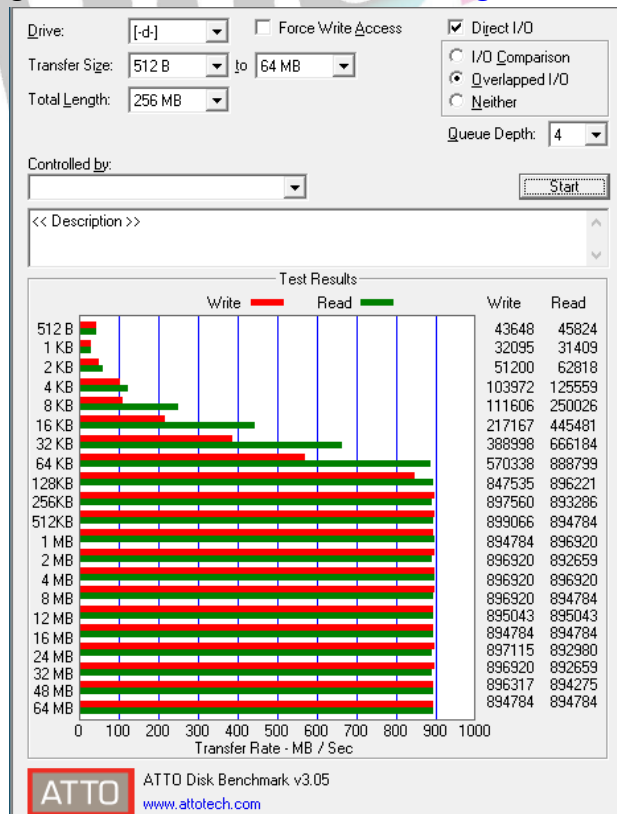 Drive: [-d-] Force Write Access Direct I/O
Transfer Size: 512 B to 64 MB I/O Comparison
Overlapped I/O
Total Length: 256 MB Neither
Queue Depth: 4
Controlled by:
Start
<< Description >>
Test Results
Write Read Write Read
512 B 43648 45824
1 KB 32095 31409
2 KB 51200 62818
4 KB 103972 125559
8 KB 111606 250026
16 KB 217167 445481
32 KB 388998 666184
64 KB 570338 888799
128KB 847535 896221
256KB 897560 893286
512KB 899066 894784
1 MB 894784 896920
2 MB 896920 892659
4 MB 896920 896920
8 MB 896920 894784
12 MB 895043 895043
16 MB 894784 894784
24 MB 897115 892980
32 MB 896920 892659
48 MB 896317 894275
64 MB 894784 894784
0 100 200 300 400 500 600 700 800 900 1000
Transfer Rate - MB / Sec
ATTO ATTO Disk Benchmark v3.05
www.attotech.com